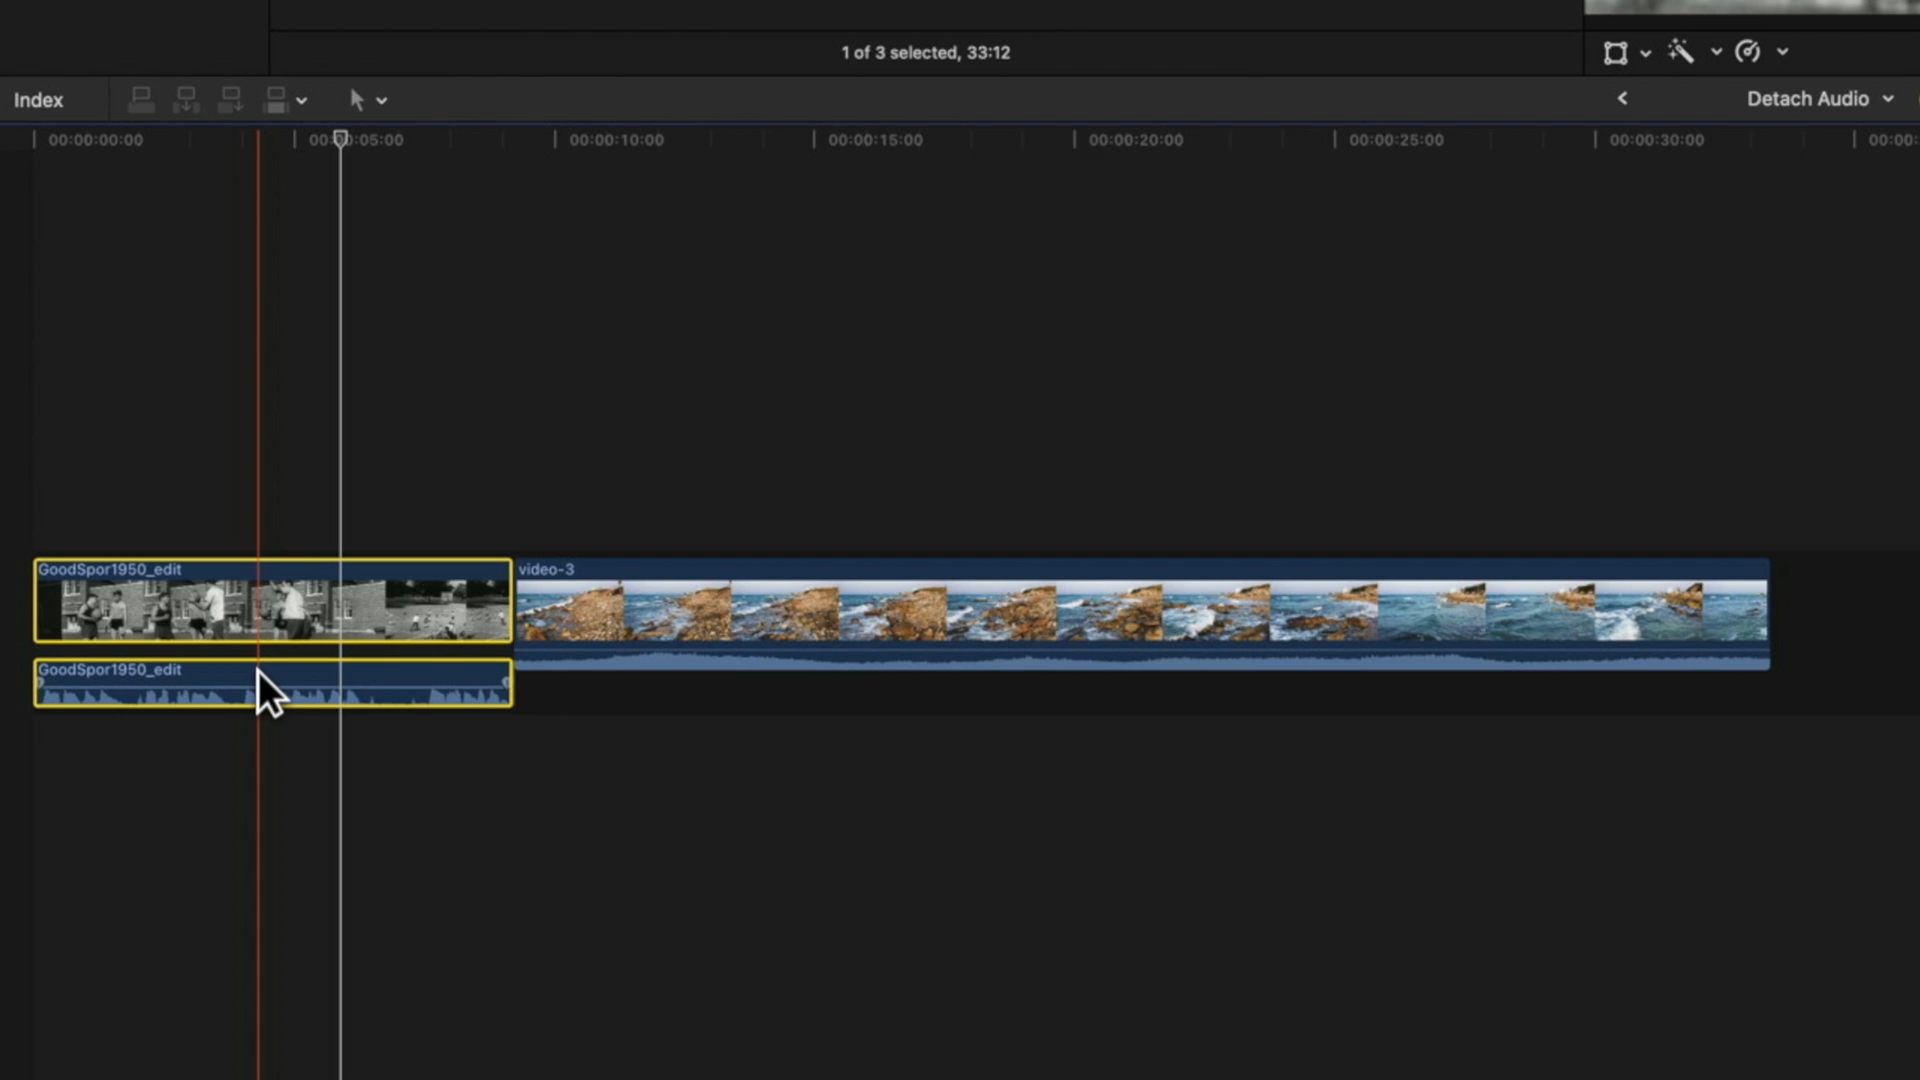 1 of 3 selected, 33:12
Index
Detach Audio
00:00:00:00
00:00:05:00
00:00:10:00
00:00:15:00
00:00:20:00
00:00:25:00
00:00:30:00
00:00:
GoodSpor1950_edit
video-3
GoodSpor1950_edit